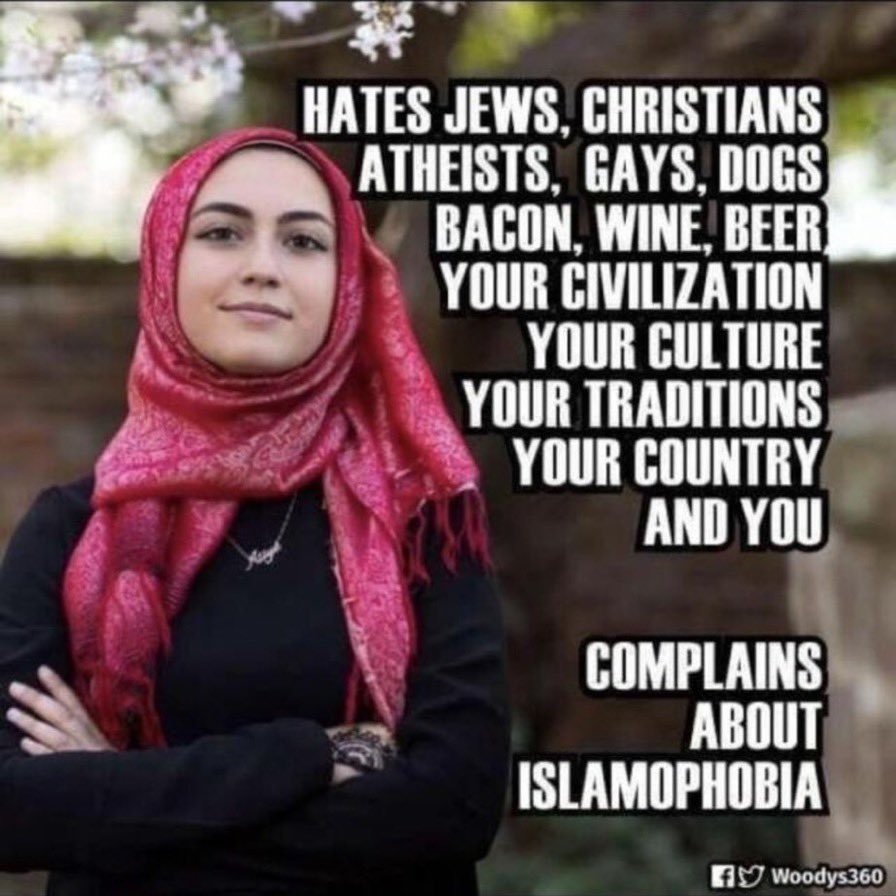 HATES JEWS, CHRISTIANS
ATHEISTS, GAYS, DOGS
BACON, WINE, BEER
YOUR CIVILIZATION
YOUR CULTURE
YOUR TRADITIONS
YOUR COUNTRY
AND YOU
COMPLAINS
ABOUT
ISLAMOPHOBIA
Woodys360